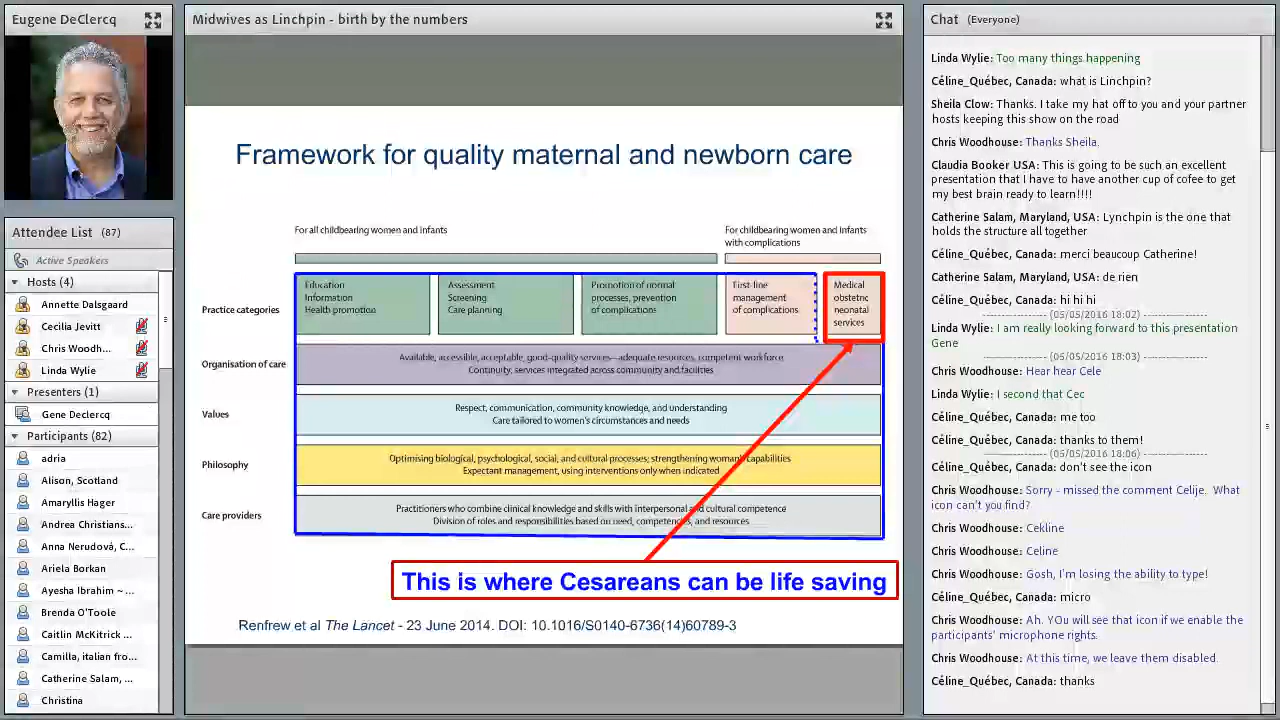 Eugene DeClercq
Attendee List (87)
Active Speakers
Hosts (4)
Annette Dalsgaard
Cecilia Jevitt
Chris Woodh...
Linda Wylie
Presenters (1)
Gene Declercq
Participants (82)
adria
Alison, Scotland
Amaryllis Hager
Andrea Christians...
Anna Nerudová, C...
Ariela Borkan
Ayesha Ibrahim ~ ...
Brenda O'Toole
Caitlin McKitrick ...
Camilla, italian fro...
Catherine Salam, ...
Christina
Midwives as Linchpin - birth by the numbers
Framework for quality maternal and newborn care
For all childbearing women and infants
For childbearing women and infants
with complications
Practice categories
Education
Information
Health promotion
Assessment
Screening
Care planning
Promotion of normal
processes, prevention
of complications
First-line
management
of complications
Medical
obstetric
neonatal
services
Organisation of care
Available, accessible, acceptable, good-quality services—adequate resources, competent workforce
Continuity, services integrated across community and facilities
Values
Respect, communication, community knowledge, and understanding
Care tailored to women's circumstances and needs
Philosophy
Optimising biological, psychological, social, and cultural processes; strengthening woman's capabilities
Expectant management, using interventions only when indicated
Care providers
Practitioners who combine clinical knowledge and skills with interpersonal and cultural competence
Division of roles and responsibilities based on need, competencies, and resources
This is where Cesareans can be life saving
Renfrew et al The Lancet - 23 June 2014. DOI: 10.1016/S0140-6736(14)60789-3
Chat (Everyone)
Linda Wylie: Too many things happening
Céline_Québec, Canada: what is Linchpin?
Sheila Clow: Thanks. I take my hat off to you and your partner
hosts keeping this show on the road
Chris Woodhouse: Thanks Sheila.
Claudia Booker USA: This is going to be such an excellent
presentation that I have to have another cup of cofee to get
my best brain ready to learn!!!!
Catherine Salam, Maryland, USA: Lynchpin is the one that
holds the structure all together
Céline_Québec, Canada: merci beaucoup Catherine!
Catherine Salam, Maryland, USA: de rien
Céline_Québec, Canada: hi hi hi
(05/05/2016 18:02)
Linda Wylie: I am really looking forward to this presentation
Gene
(05/05/2016 18:03)
Chris Woodhouse: Hear hear Cele
Linda Wylie: I second that Cec
Céline_Québec, Canada: me too
Céline_Québec, Canada: thanks to them!
(05/05/2016 18:06)
Céline_Québec, Canada: don't see the icon
Chris Woodhouse: Sorry - missed the comment Celije. What
icon can't you find?
Chris Woodhouse: Cekline
Chris Woodhouse: Celine
Chris Woodhouse: Gosh, I'm losing the ability to type!
Céline_Québec, Canada: micro
Chris Woodhouse: Ah. YOu will see that icon if we enable the
participants' microphone rights.
Chris Woodhouse: At this time, we leave them disabled.
Céline_Québec, Canada: thanks